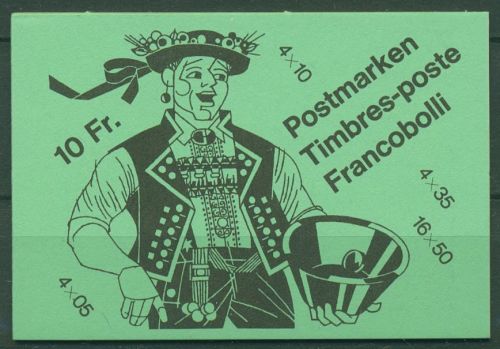 4×10
Postmarken
Timbres-poste
Francobolli
10 Fr.
4×35
16×50
4×05